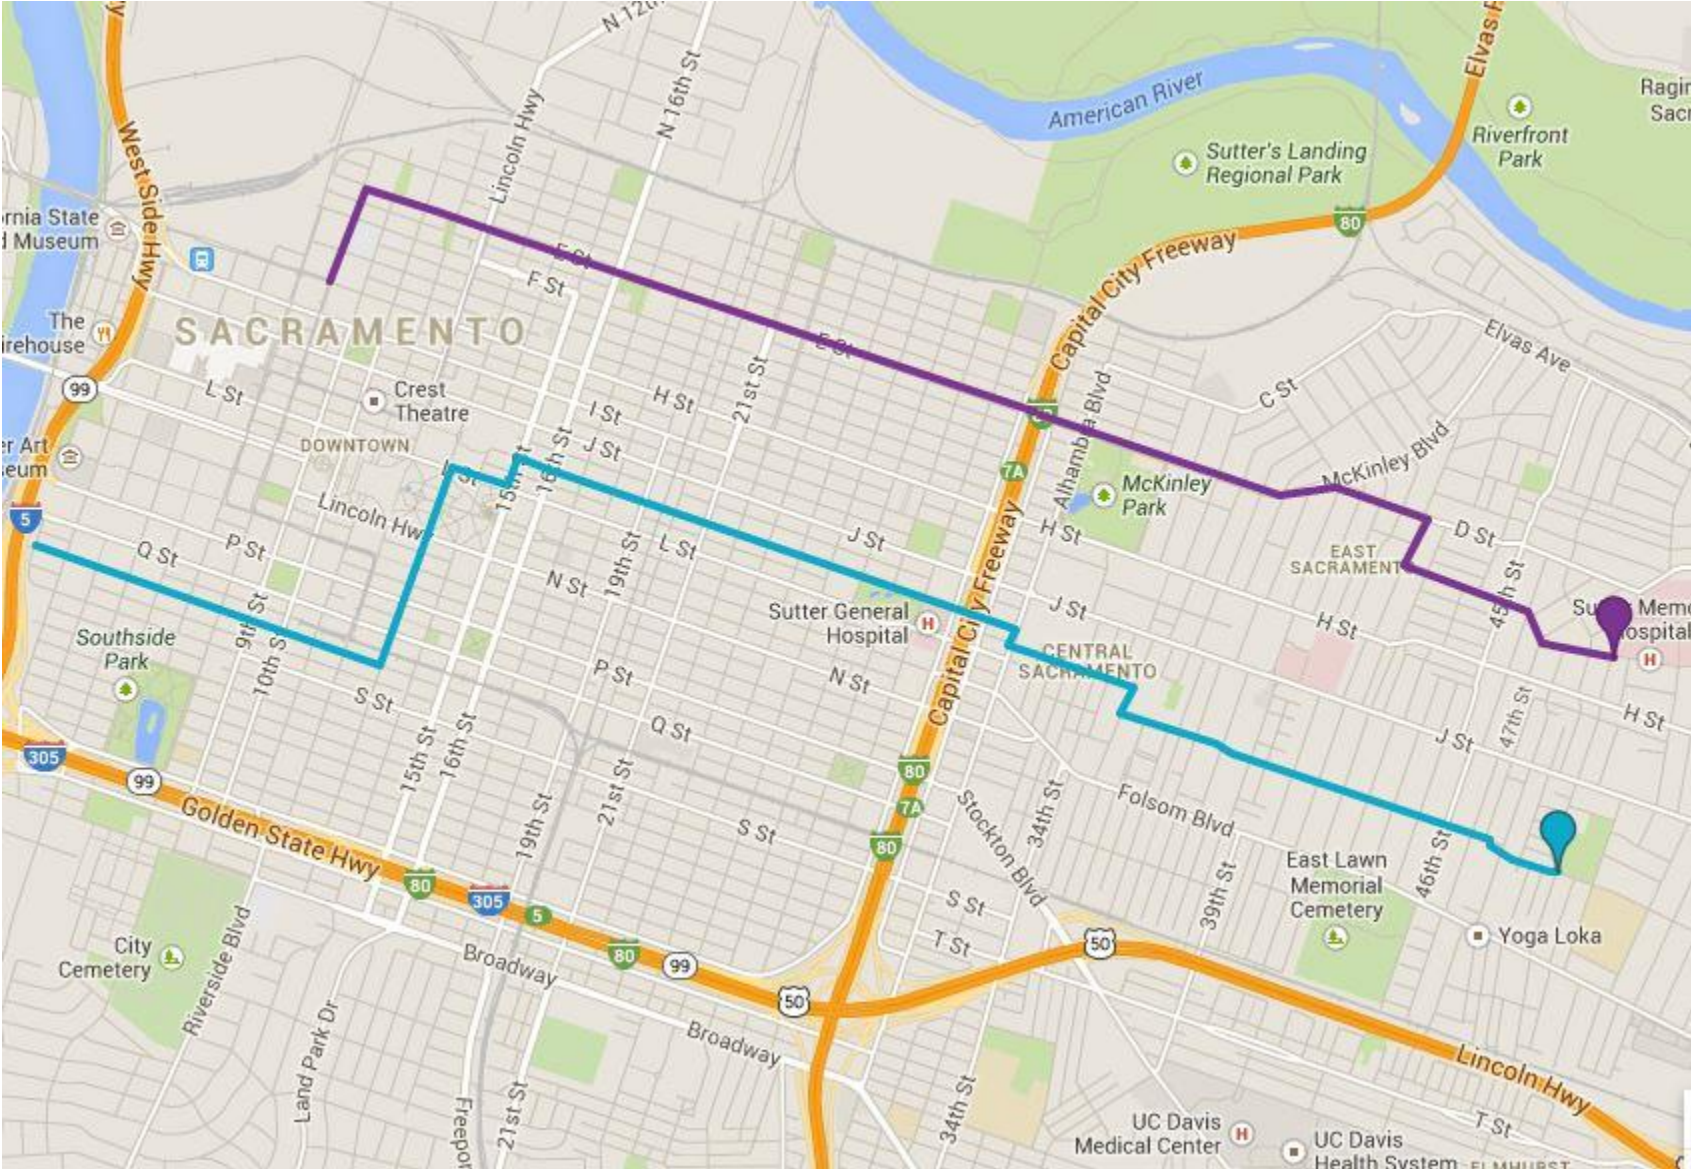 N 12th
Elvas
West Side Hwy
Lincoln Hwy
N 16th St
American River
Sutter's Landing
Regional Park
Riverfront
Park
rnia State
Museum
80
Capital City Freeway
E St
F St
The
irehouse
SACRAMENTO
E St
Elvas Ave
99
L St
Crest
Theatre
H St
21st St
Capital City Freeway
C St
I St
J St
Alhambra Blvd
McKinley Blvd
er Art
seum
DOWNTOWN
15th St
16th St
7A
McKinley
Park
5
Lincoln Hwy
Q St
P St
N St
19th St
L St
J St
H St
D St
EAST
SACRAMENT
Sutter General
Hospital
H
J St
H St
45th St
Hospital
H
Southside
Park
9th St
10th St
S St
P St
N St
Q St
Capital City Freeway
CENTRAL
SACRAMENTO
47th St
H St
J St
305
99
15th St
16th St
80
7A
80
Golden State Hwy
19th St
21st St
S St
Stockton Blvd
34th St
Folsom Blvd
39th St
46th St
East Lawn
Memorial
Cemetery
Yoga Loka
80
305
5
80
99
50
S St
T St
50
City
Cemetery
Riverside Blvd
Land Park Dr
Broadway
Broadway
21st St
34th St
Lincoln Hwy
T St
UC Davis
Medical Center
H
UC Davis
Health System
ELMHURST